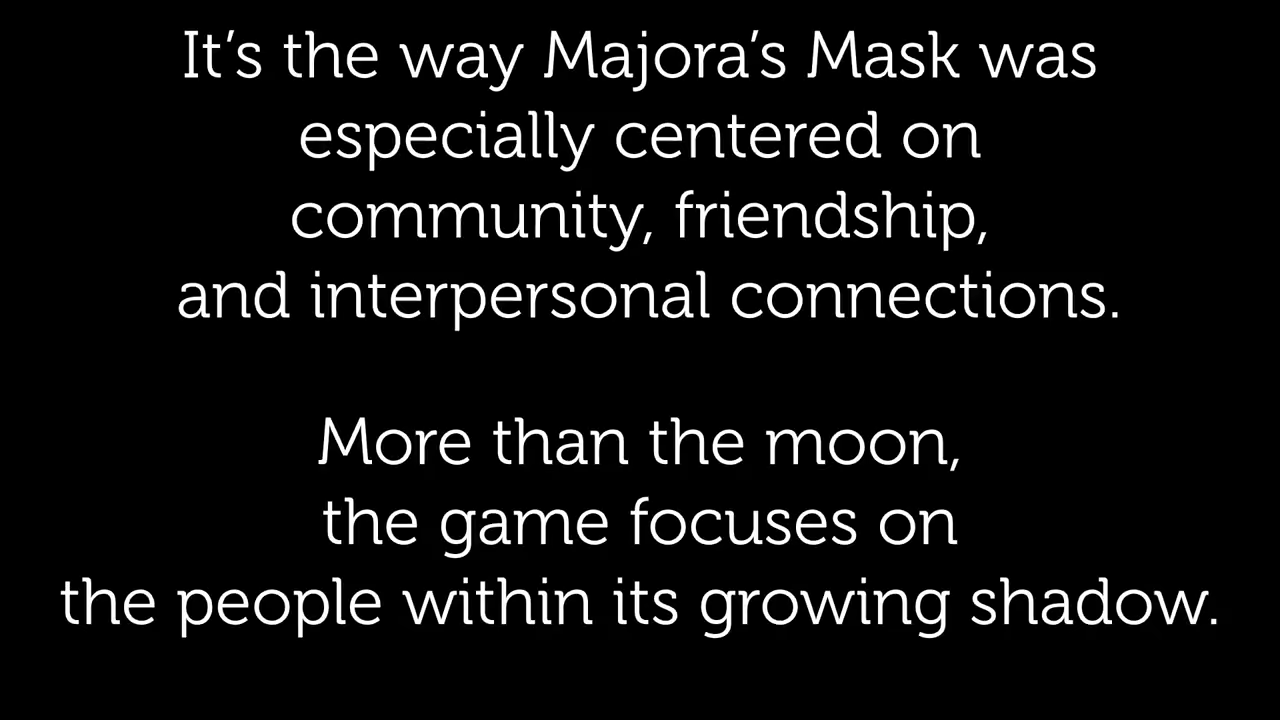 It’s the way Majora’s Mask was
especially centered on
community, friendship,
and interpersonal connections.
More than the moon,
the game focuses on
the people within its growing shadow.